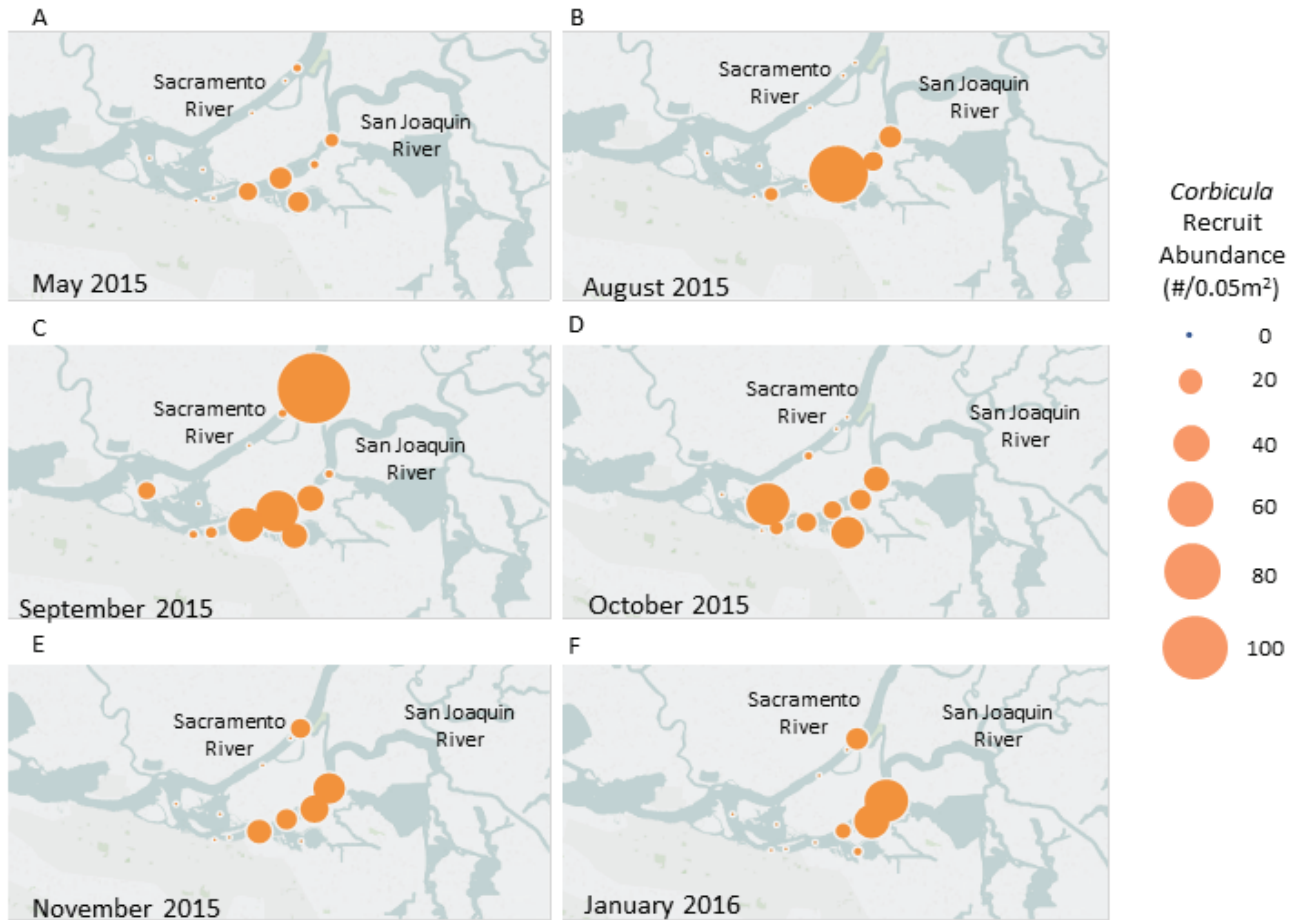 A
Sacramento
River
San Joaquin
River
May 2015
B
Sacramento
River
San Joaquin
River
August 2015
C
Sacramento
River
San Joaquin
River
September 2015
D
Sacramento
River
San Joaquin
River
October 2015
E
Sacramento
River
San Joaquin
River
November 2015
F
Sacramento
River
San Joaquin
River
January 2016
Corbicula
Recruit
Abundance
(#/0.05m²)
0
20
40
60
80
100